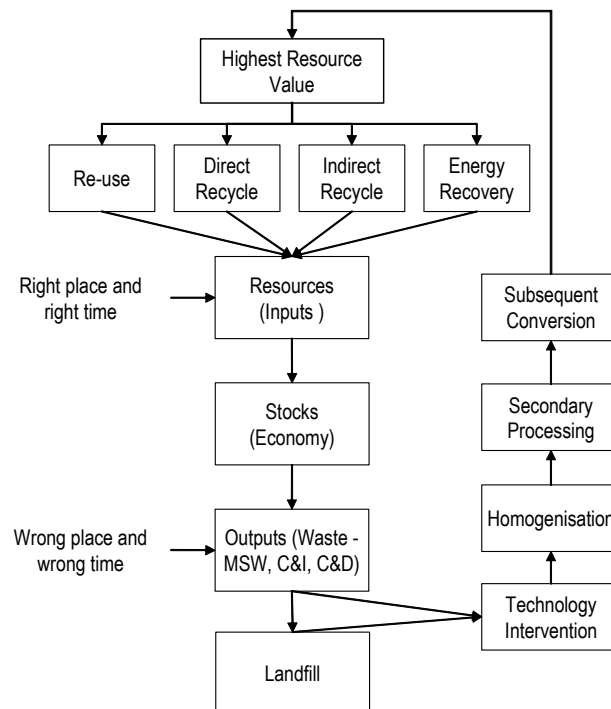 Highest Resource
Value
Re-use
Direct
Recycle
Indirect
Recycle
Energy
Recovery
Right place and
right time
Resources
(Inputs )
Subsequent
Conversion
Stocks
(Economy)
Secondary
Processing
Wrong place and
wrong time
Outputs (Waste -
MSW, C&I, C&D)
Homogenisation
Technology
Intervention
Landfill